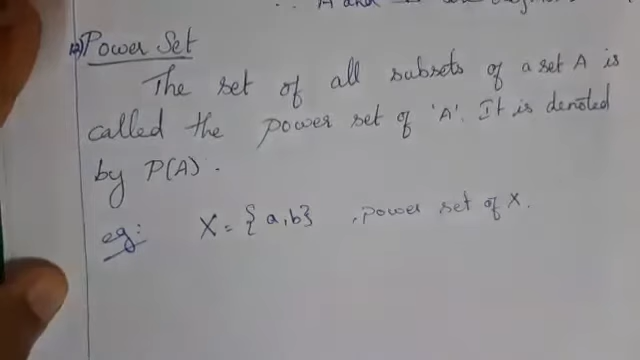 Power Set
The set of all subsets of a set A is
called the power set of 'A'. It is denoted
by P(A).
eg: X = {a,b} , power set of X.